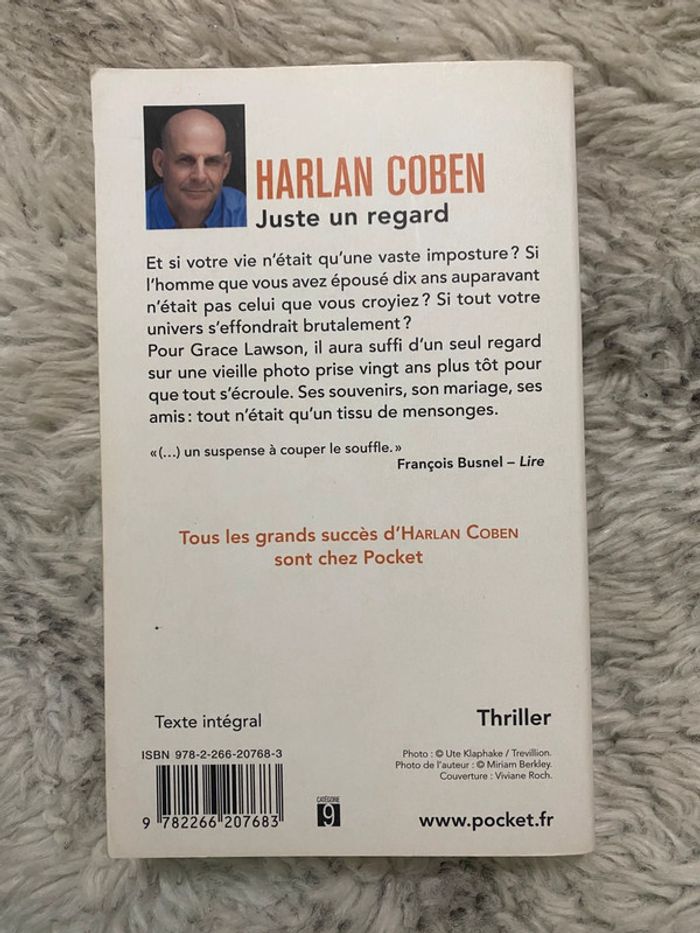 HARLAN COBEN
Juste un regard
Et si votre vie n'était qu'une vaste imposture ? Si
l'homme que vous avez épousé dix ans auparavant
n'était pas celui que vous croyiez ? Si tout votre
univers s'effondrait brutalement ?
Pour Grace Lawson, il aura suffi d'un seul regard
sur une vieille photo prise vingt ans plus tôt pour
que tout s'écroule. Ses souvenirs, son mariage, ses
amis : tout n'était qu'un tissu de mensonges.
« (...) un suspense à couper le souffle. »
François Busnel – Lire
Tous les grands succès d'HARLAN COBEN
sont chez Pocket
Texte intégral
Thriller
ISBN 978-2-266-20768-3
Photo : © Ute Klaphake / Trevillion.
Photo de l'auteur : © Miriam Berkley.
Couverture : Viviane Roch.
9 782266 207683
CATÉGORIE
9
www.pocket.fr